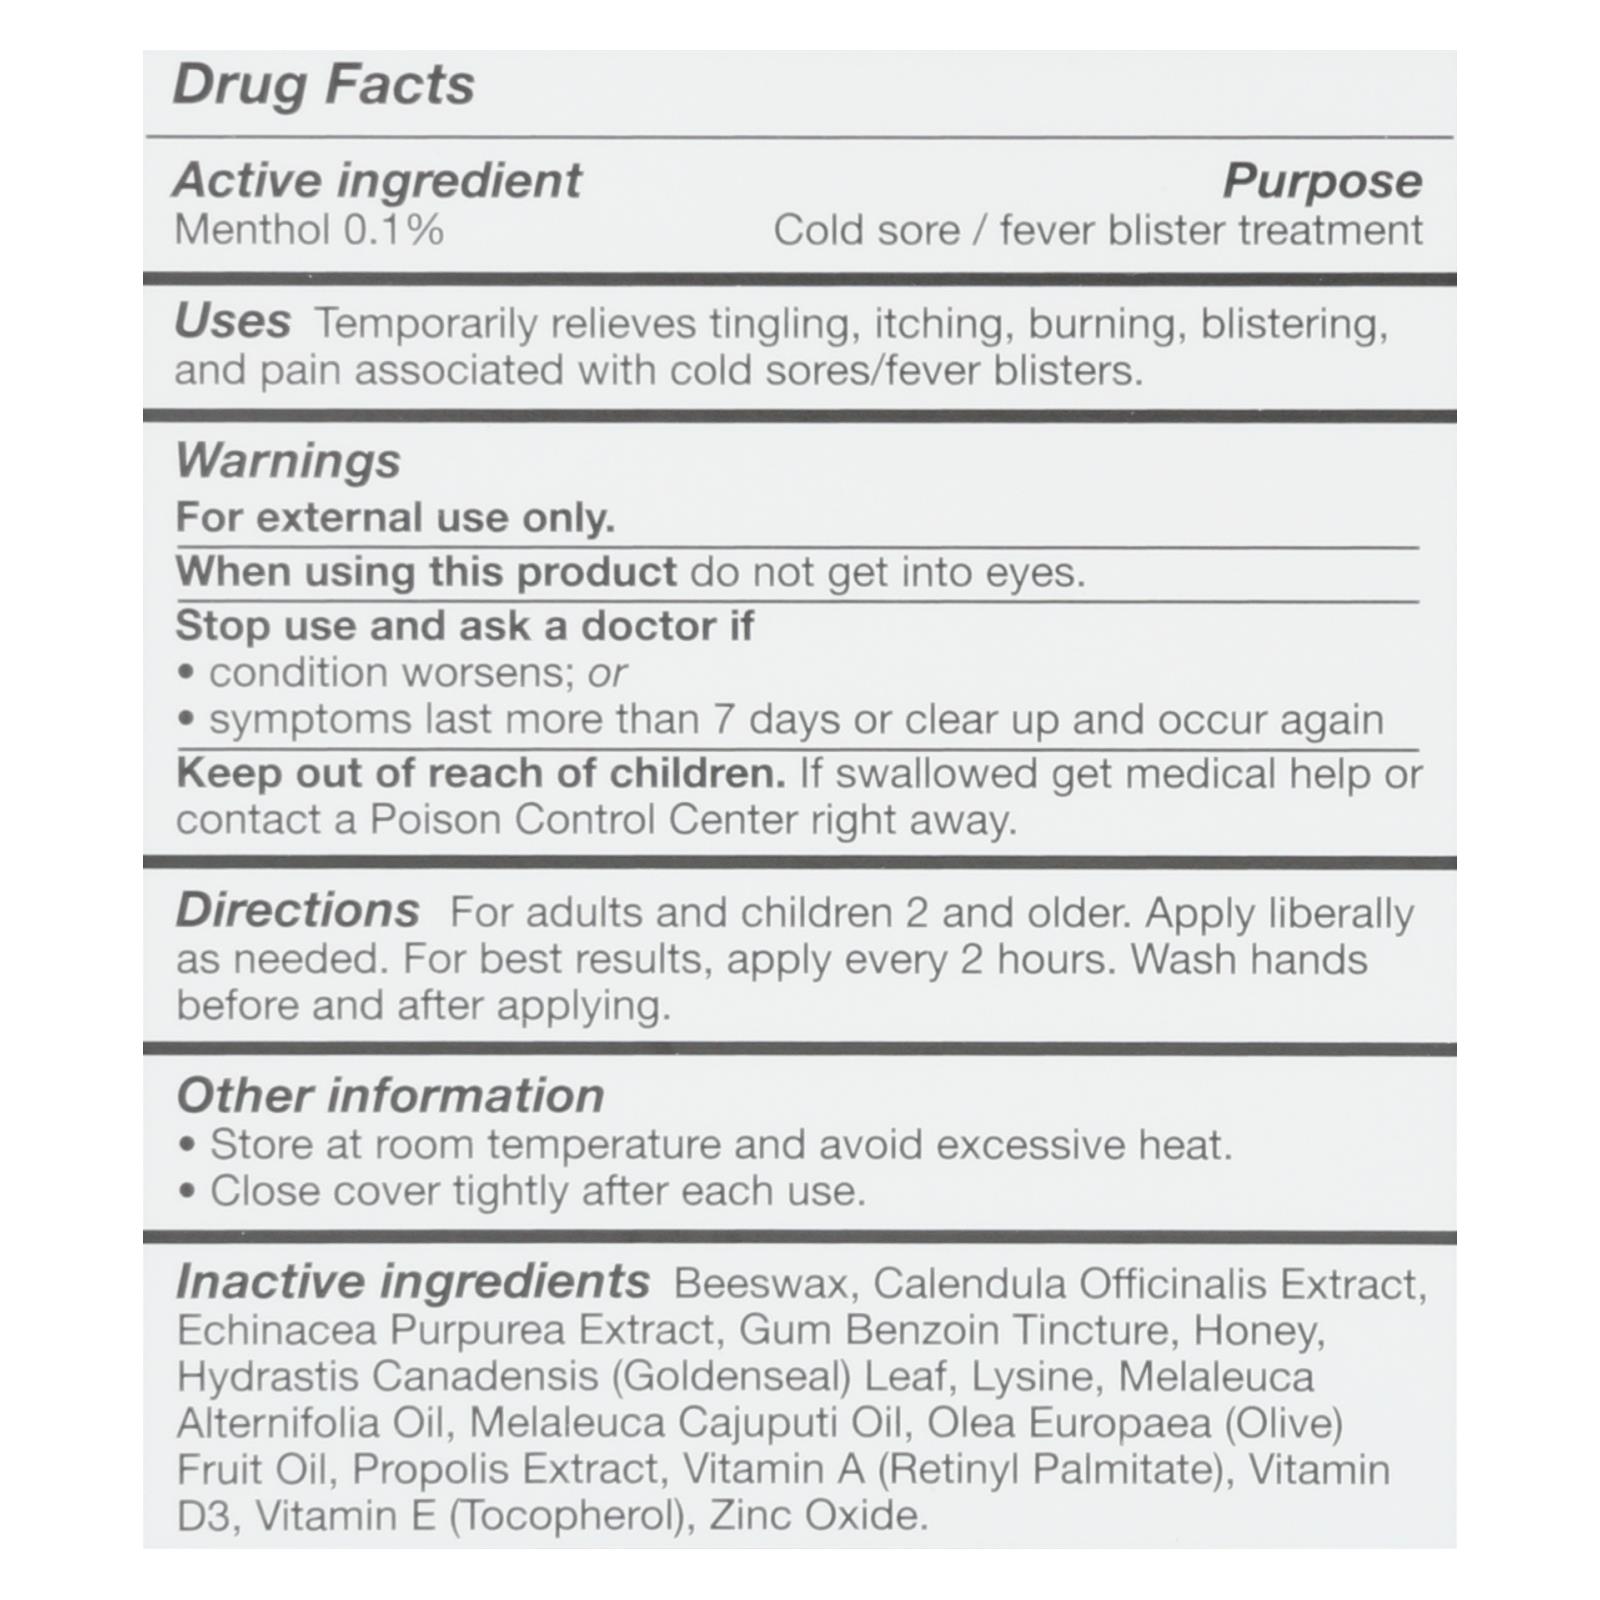 Drug Facts
Active ingredient Purpose
Menthol 0.1% Cold sore / fever blister treatment
Uses Temporarily relieves tingling, itching, burning, blistering,
and pain associated with cold sores/fever blisters.
Warnings
For external use only.
When using this product do not get into eyes.
Stop use and ask a doctor if
• condition worsens; or
• symptoms last more than 7 days or clear up and occur again
Keep out of reach of children. If swallowed get medical help or
contact a Poison Control Center right away.
Directions For adults and children 2 and older. Apply liberally
as needed. For best results, apply every 2 hours. Wash hands
before and after applying.
Other information
• Store at room temperature and avoid excessive heat.
• Close cover tightly after each use.
Inactive ingredients Beeswax, Calendula Officinalis Extract,
Echinacea Purpurea Extract, Gum Benzoin Tincture, Honey,
Hydrastis Canadensis (Goldenseal) Leaf, Lysine, Melaleuca
Alternifolia Oil, Melaleuca Cajuputi Oil, Olea Europaea (Olive)
Fruit Oil, Propolis Extract, Vitamin A (Retinyl Palmitate), Vitamin
D3, Vitamin E (Tocopherol), Zinc Oxide.